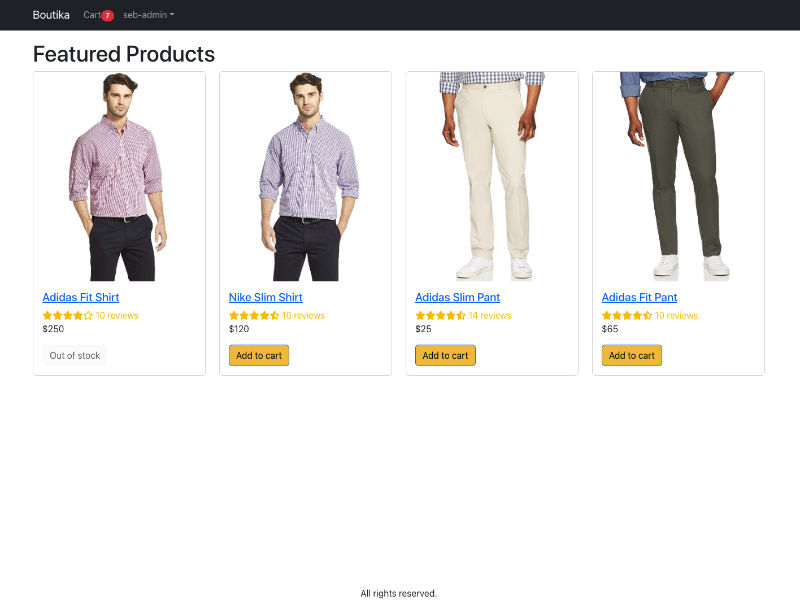 Boutika Cart 7 seb-admin
Featured Products
Adidas Fit Shirt
10 reviews
$250
Out of stock
Nike Slim Shirt
10 reviews
$120
Add to cart
Adidas Slim Pant
14 reviews
$25
Add to cart
Adidas Fit Pant
10 reviews
$65
Add to cart
All rights reserved.